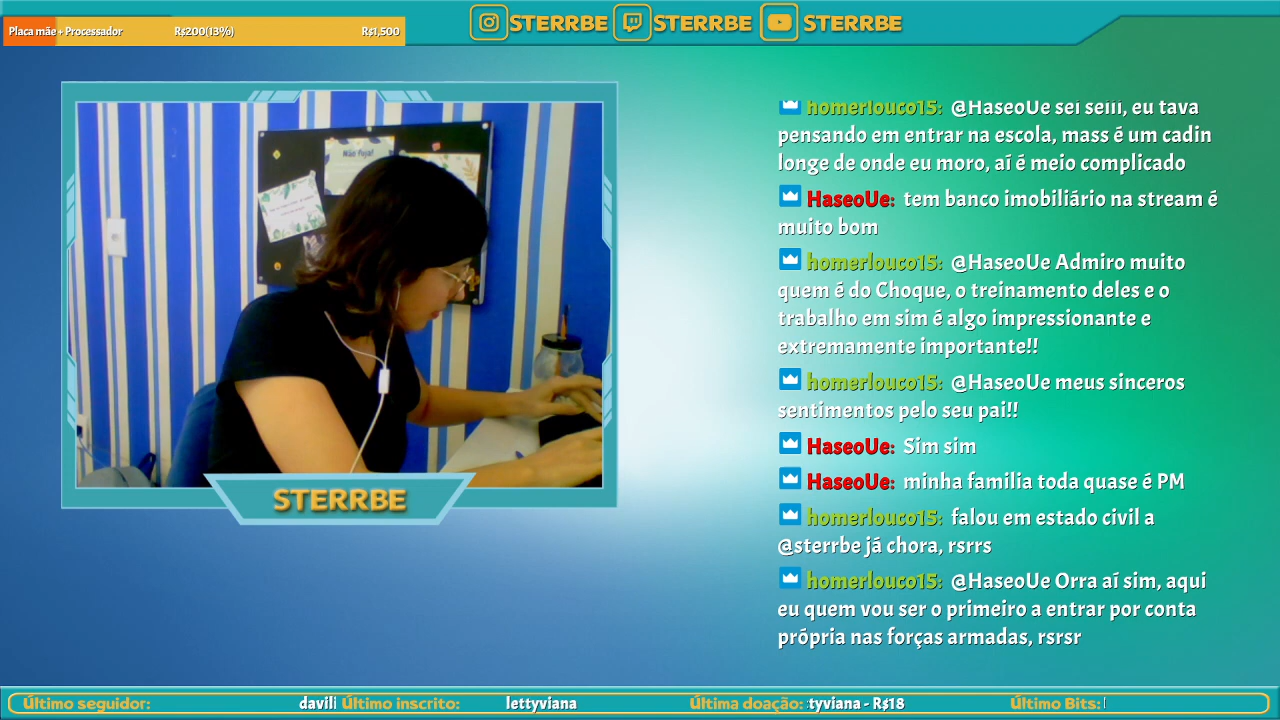 Placa mãe + Processador R$200(13%) R$1,500
STERRBE STERRBE STERRBE
homerlouco15: @HaseoUe sei seiii, eu tava
pensando em entrar na escola, mass é um cadin
longe de onde eu moro, aí é meio complicado
HaseoUe: tem banco imobiliário na stream é
muito bom
homerlouco15: @HaseoUe Admiro muito
quem é do Choque, o treinamento deles e o
trabalho em sim é algo impressionante e
extremamente importante!!
homerlouco15: @HaseoUe meus sinceros
sentimentos pelo seu pai!!
HaseoUe: Sim sim
HaseoUe: minha familia toda quase é PM
homerlouco15: falou em estado civil a
@sterrbe já chora, rsrrs
homerlouco15: @HaseoUe Orra aí sim, aqui
eu quem vou ser o primeiro a entrar por conta
própria nas forças armadas, rsrsr
Não fuja!
STERRBE
Último seguidor: davili Último inscrito: lettyviana Última doação: tyviana - R$18 Último Bits: